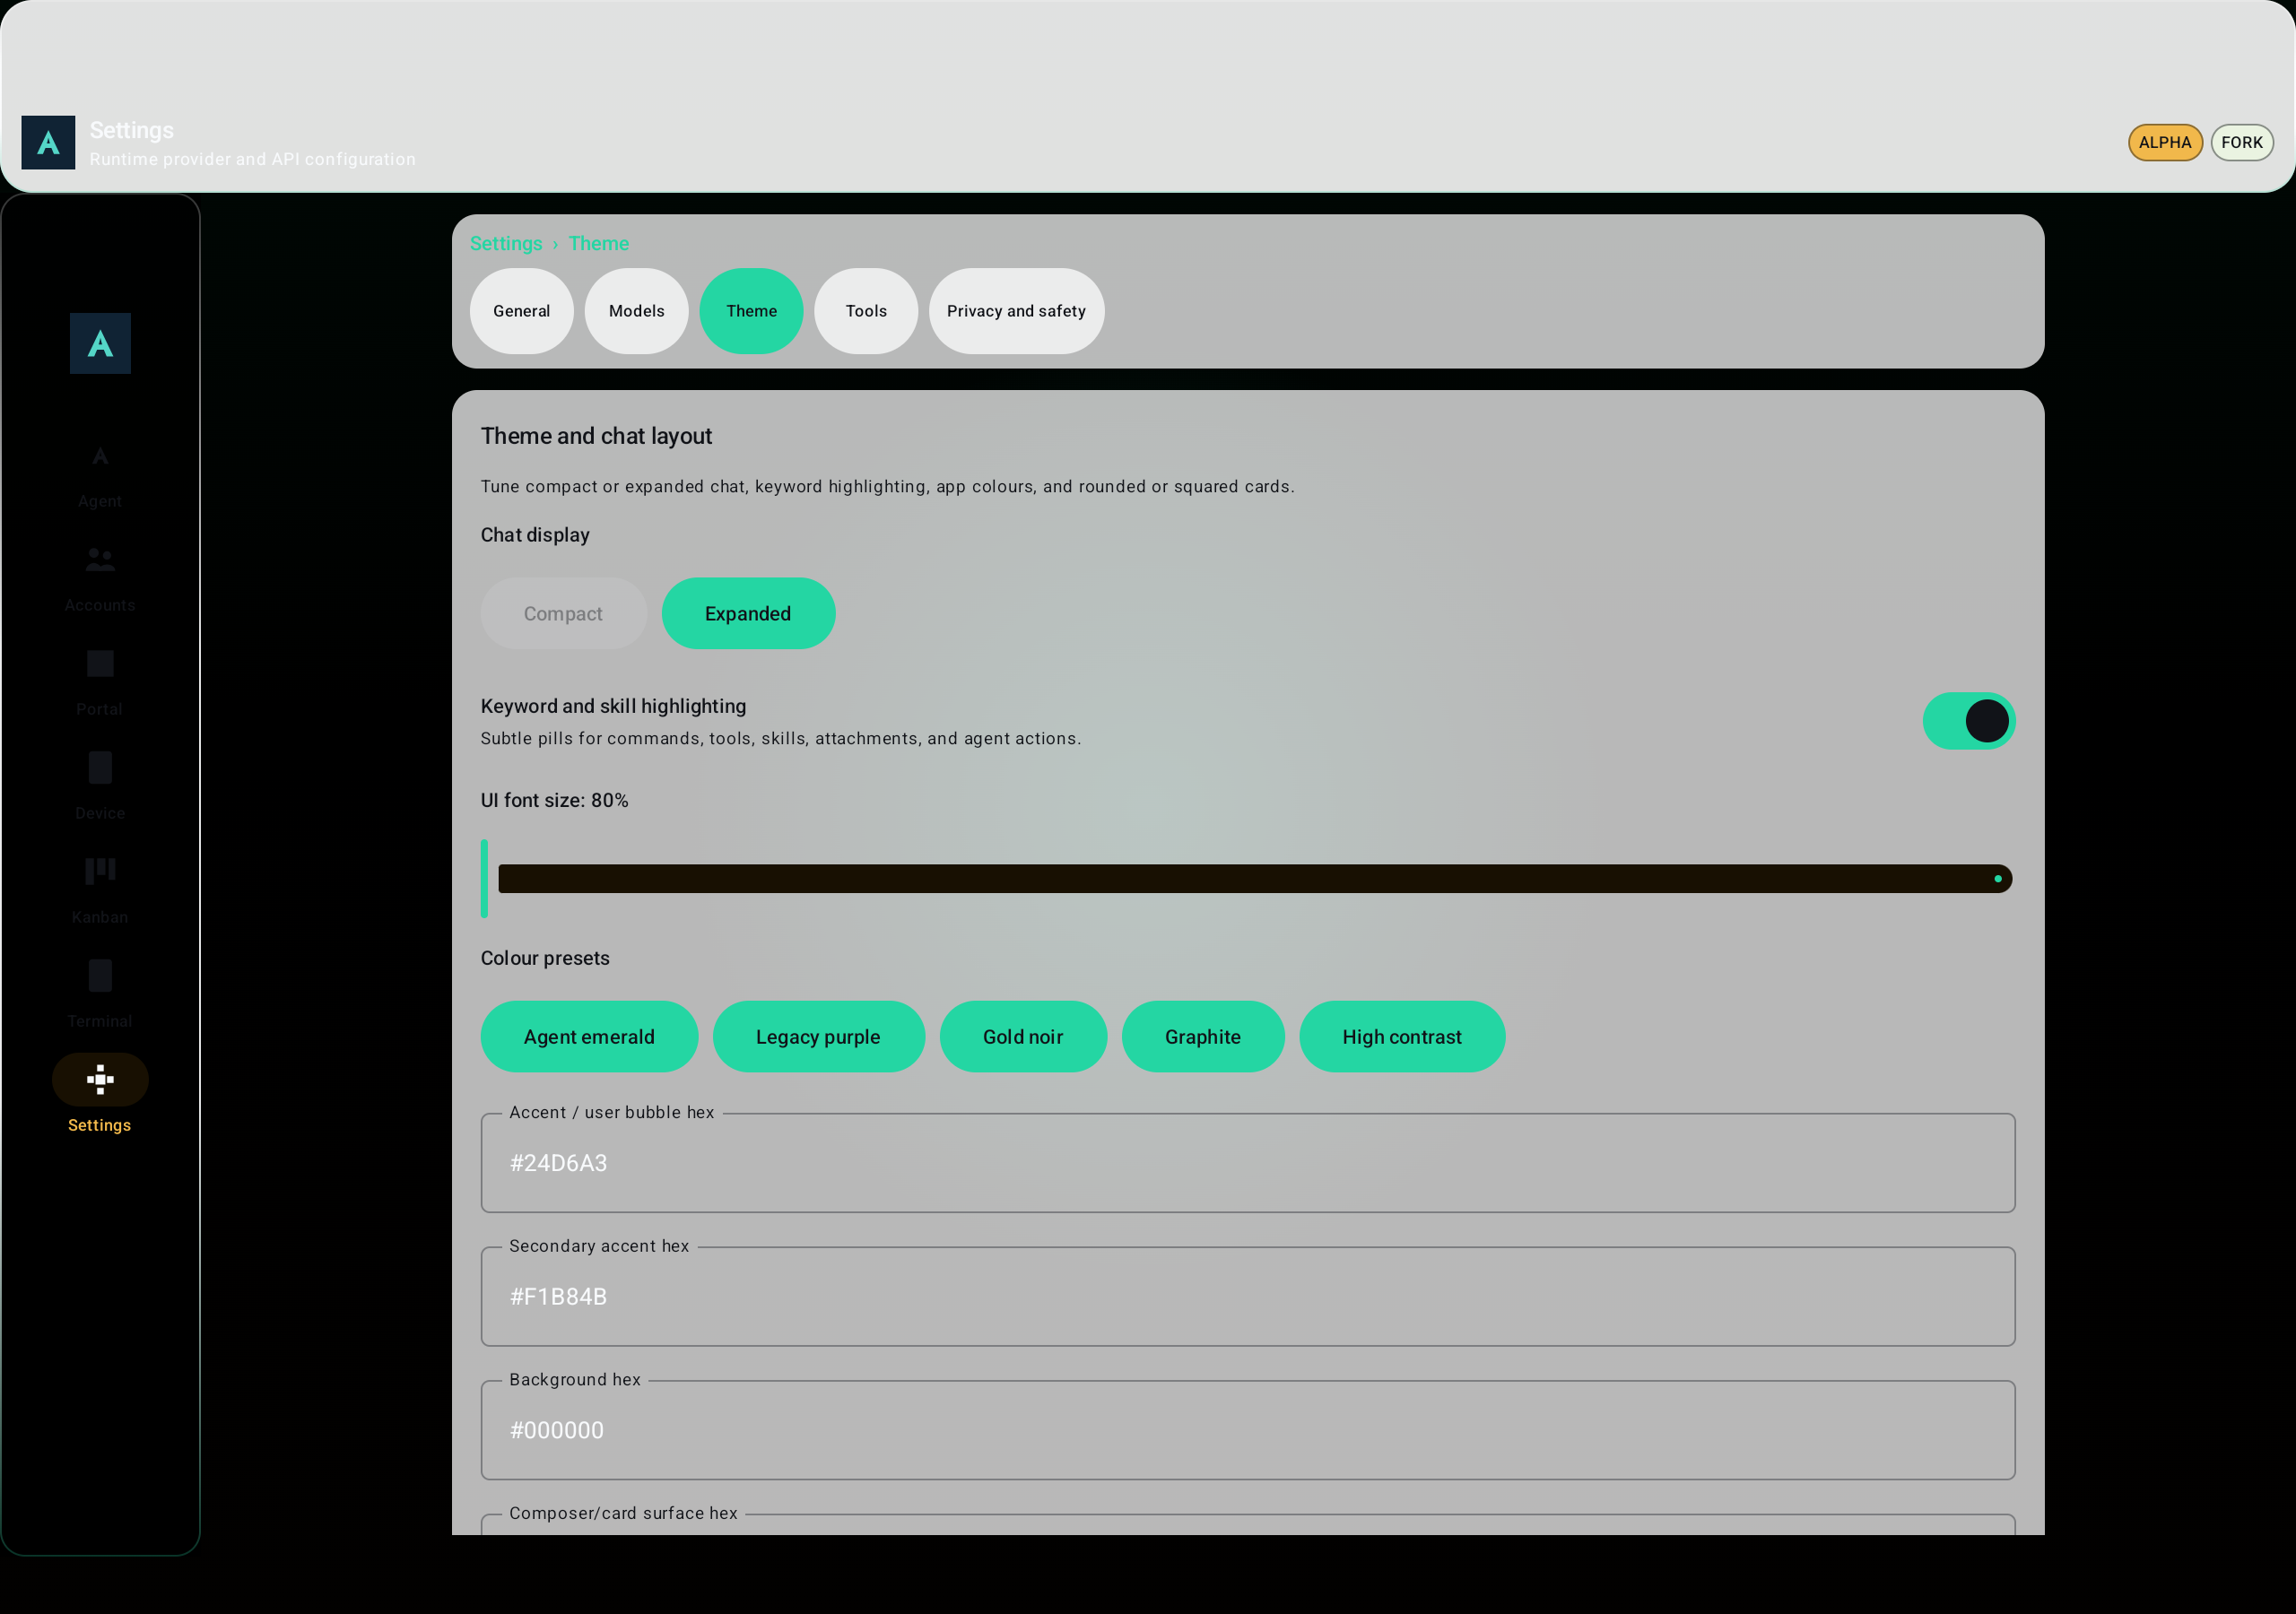 Settings
Runtime provider and API configuration
ALPHA
FORK
Agent
Accounts
Portal
Device
Kanban
Terminal
Settings
Settings › Theme
General
Models
Theme
Tools
Privacy and safety
Theme and chat layout
Tune compact or expanded chat, keyword highlighting, app colours, and rounded or squared cards.
Chat display
Compact
Expanded
Keyword and skill highlighting
Subtle pills for commands, tools, skills, attachments, and agent actions.
UI font size: 80%
Colour presets
Agent emerald
Legacy purple
Gold noir
Graphite
High contrast
Accent / user bubble hex
#24D6A3
Secondary accent hex
#F1B84B
Background hex
#000000
Composer/card surface hex